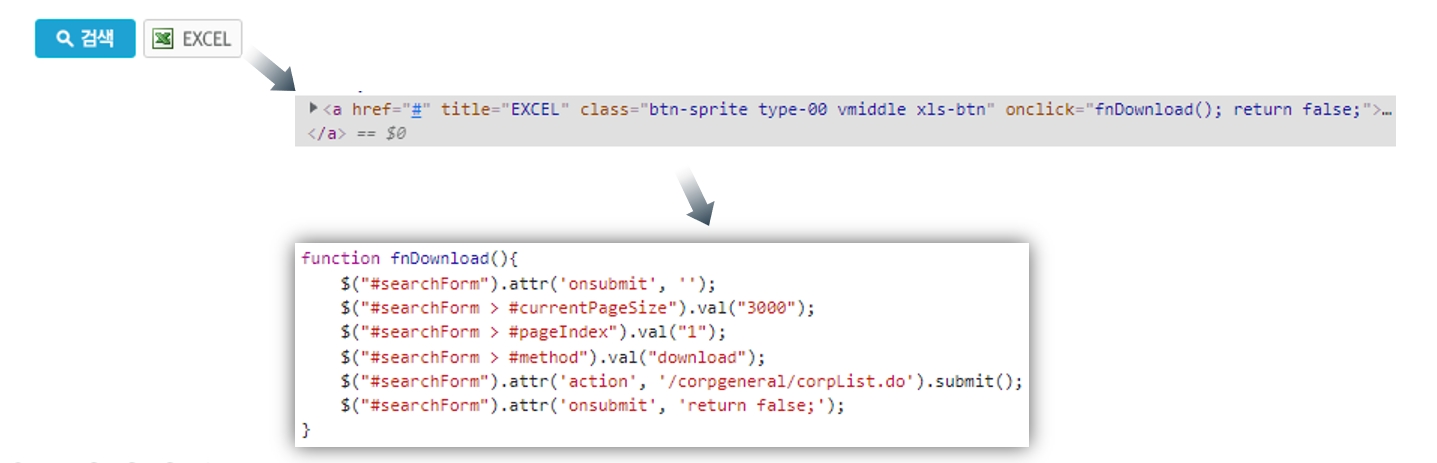 검색 EXCEL
<a href="#" title="EXCEL" class="btn-sprite type-00 vmiddle xls-btn" onclick="fnDownload(); return false;">…
</a> == $0
function fnDownload(){
$("#searchForm").attr('onsubmit', '');
$("#searchForm > #currentPageSize").val("3000");
$("#searchForm > #pageIndex").val("1");
$("#searchForm > #method").val("download");
$("#searchForm").attr('action', '/corpgeneral/corpList.do').submit();
$("#searchForm").attr('onsubmit', 'return false;');
}